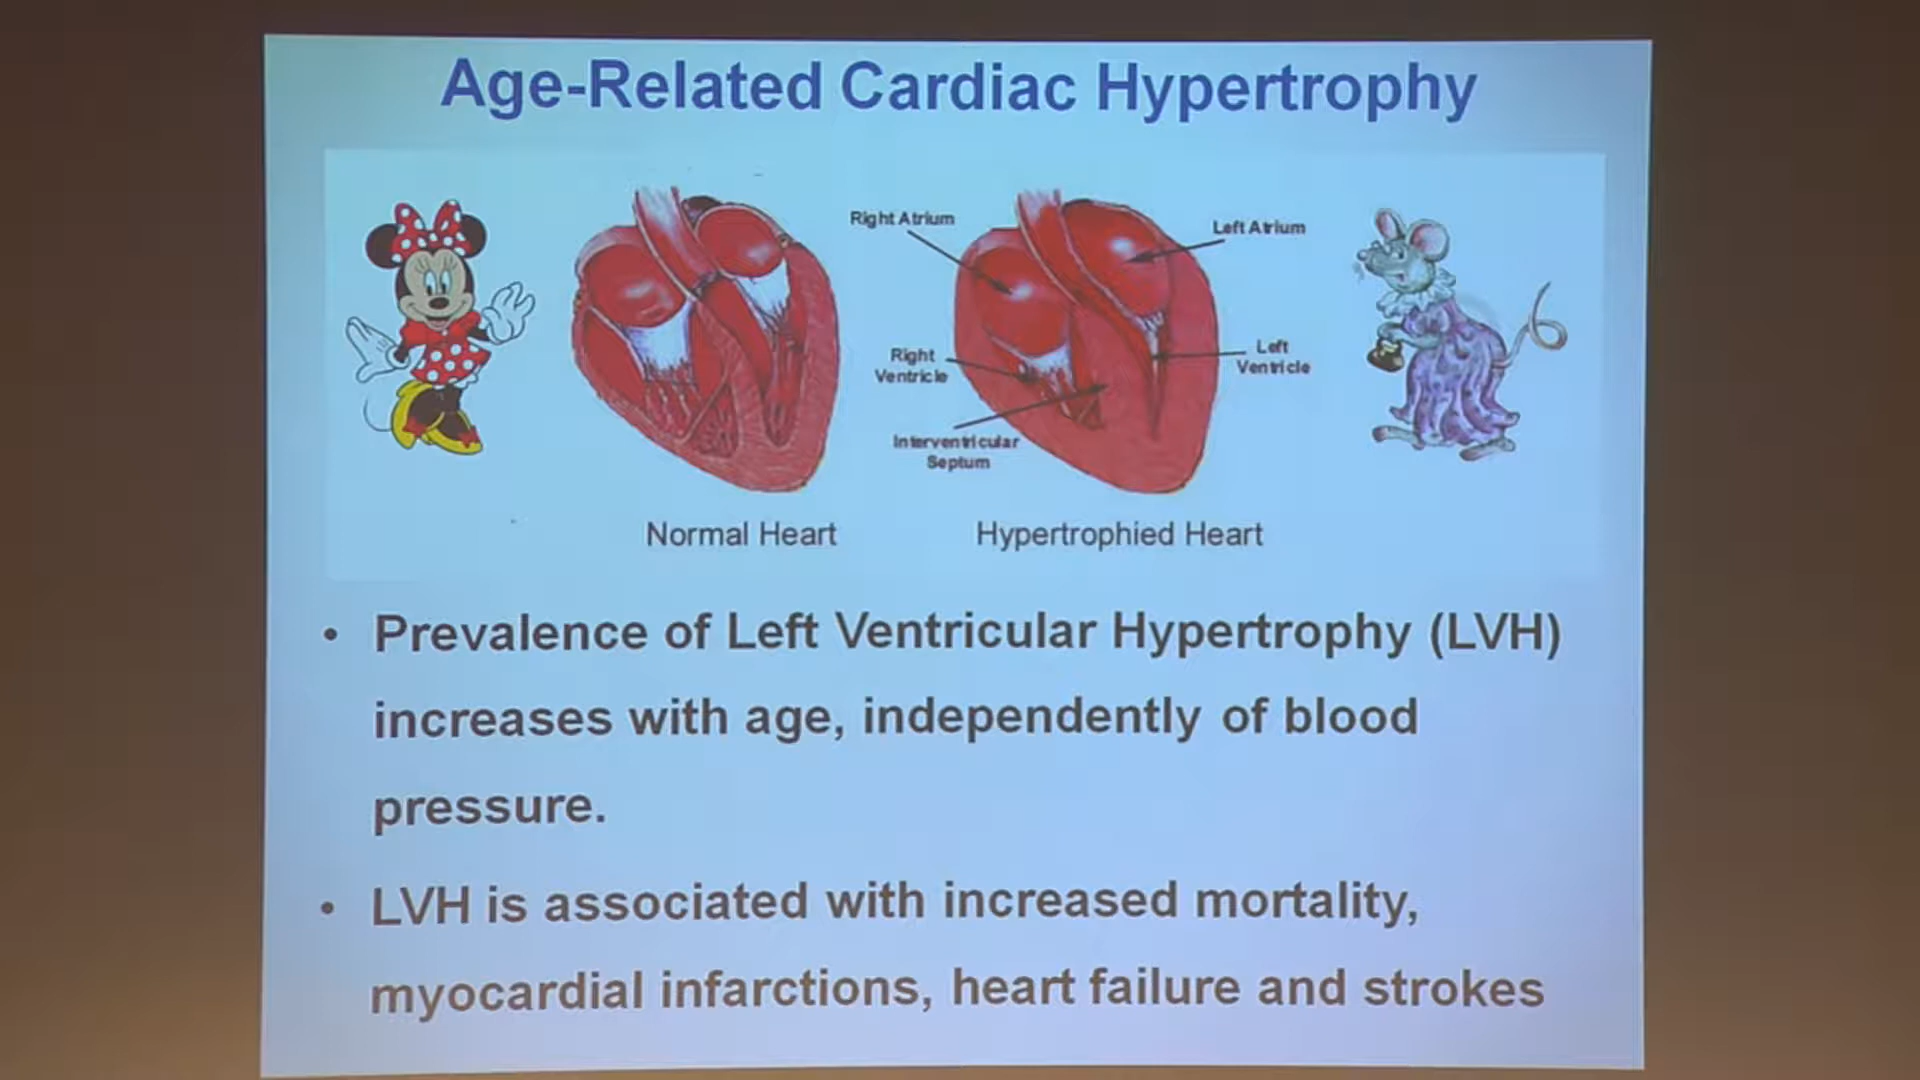 Age-Related Cardiac Hypertrophy
Right Atrium
Left Atrium
Right
Ventricle
Left
Ventricle
Interventricular
Septum
Normal Heart
Hypertrophied Heart
• Prevalence of Left Ventricular Hypertrophy (LVH)
increases with age, independently of blood
pressure.
• LVH is associated with increased mortality,
myocardial infarctions, heart failure and strokes